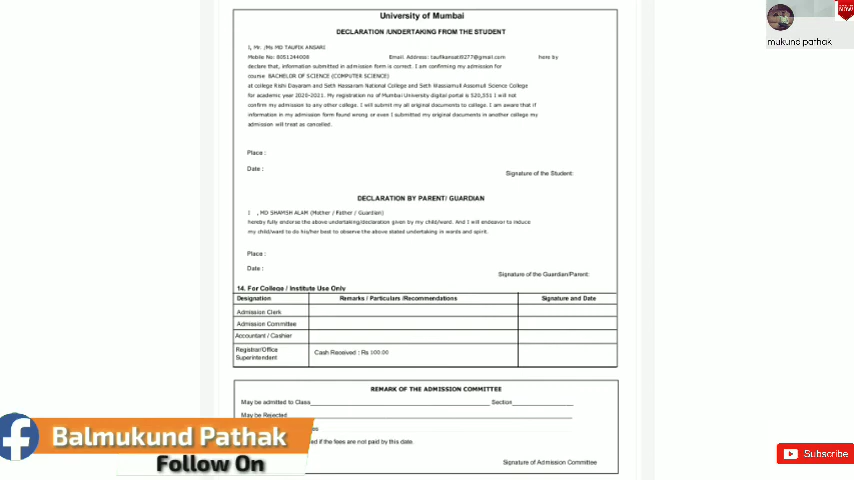 University of Mumbai
DECLARATION /UNDERTAKING FROM THE STUDENT
I, Mr. /Ms MD TAUFIK ANSARI
Mobile No: 8051244008 Email Address: taufikansati9277@gmail.com here by
declare that, information submitted in admission form is correct. I am confirming my admission for
course BACHELOR OF SCIENCE (COMPUTER SCIENCE)
at college Rishi Dayaram and Seth Hassaram National College and Seth Wassiamull Assomull Science College
for academic year 2020-2021. My registration no of Mumbai University digital portal is 520,551 I will not
confirm my admission to any other college. I will submit my all original documents to college. I am aware that if
information in my admission form found wrong or even I submitted my original documents in another college my
admission will treat as cancelled.
Place :
Date :
Signature of the Student:
DECLARATION BY PARENT/ GUARDIAN
I , MD SHAMSH ALAM (Mother / Father / Guardian)
hereby fully endorse the above undertaking/declaration given by my child/ward. And I will endeavor to induce
my child/ward to do his/her best to observe the above stated undertaking in words and spirit.
Place :
Date :
Signature of the Guardian/Parent:
14. For College / Institute Use Only
Designation Remarks / Particulars /Recommendations Signature and Date
Admission Clerk
Admission Committee
Accountant / Cashier
Registrar/Office
Superintendent
Cash Received : Rs 100.00
REMARK OF THE ADMISSION COMMITTEE
May be admitted to Class Section
May be Rejected
if the fees are not paid by this date.
Signature of Admission Committee
Balmukund Pathak
Follow On
mukund pathak
NOW
Subscribe